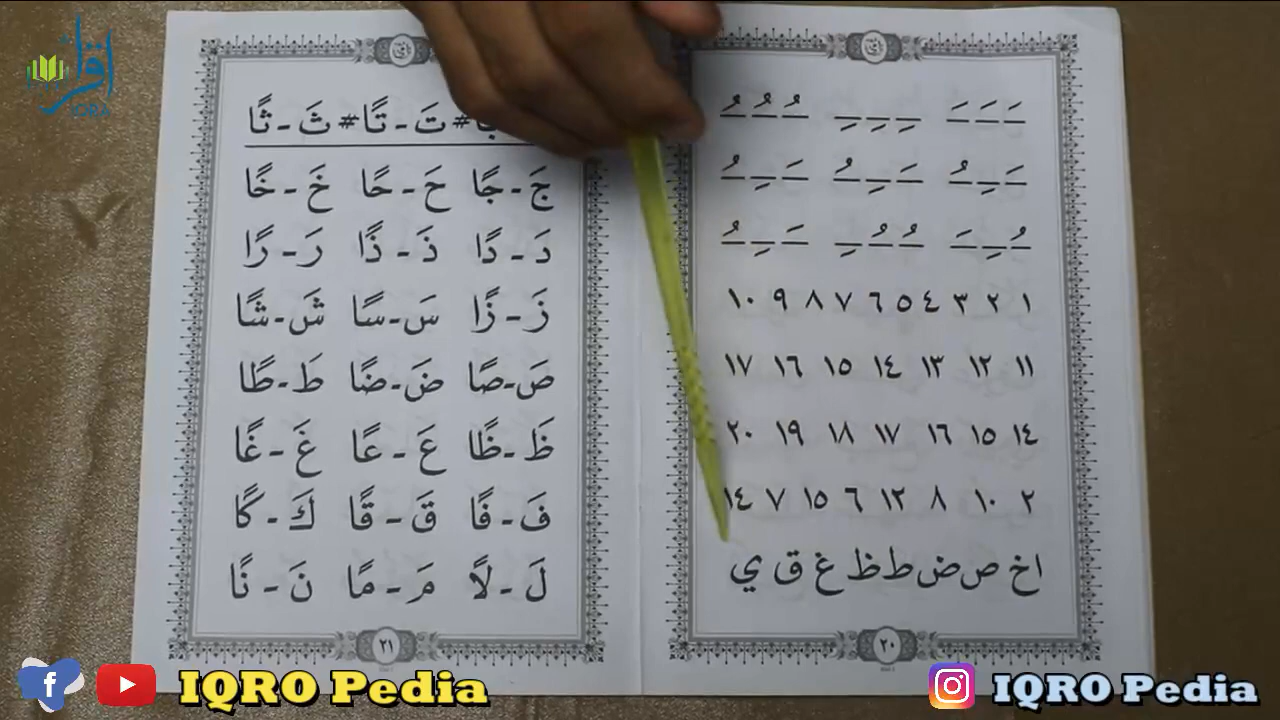 اقرأ
IQRA
ـَـَـَ ـِـِـِ ـُـُـُ
ـَـِـُ ـَـِـُ ـَـِـُ
ـُـِـَ ـُـُـِ ـَـِـُ
١ ٢ ٣ ٤ ٥ ٦ ٧ ٨ ٩ ١٠
١١ ١٢ ١٣ ١٤ ١٥ ١٦ ١٧
١٤ ١٥ ١٦ ١٧ ١٨ ١٩ ٢٠
٢ ١٠ ٨ ١٢ ٦ ١٥ ٧ ١٤
ا خ ص ض ط ظ غ ق ي
٢٠
# تَ - تًا # ثَ - ثًا
جَ - جًا حَ - حًا خَ - خًا
دَ - دًا ذَ - ذًا رَ - رًا
زَ - زًا سَ - سًا شَ - شًا
صَ - صًا ضَ - ضًا طَ - طًا
ظَ - ظًا عَ - عًا غَ - غًا
فَ - فًا قَ - قًا كَ - كًا
لَ - لًا مَ - مًا نَ - نًا
٢١
IQRO Pedia
IQRO Pedia